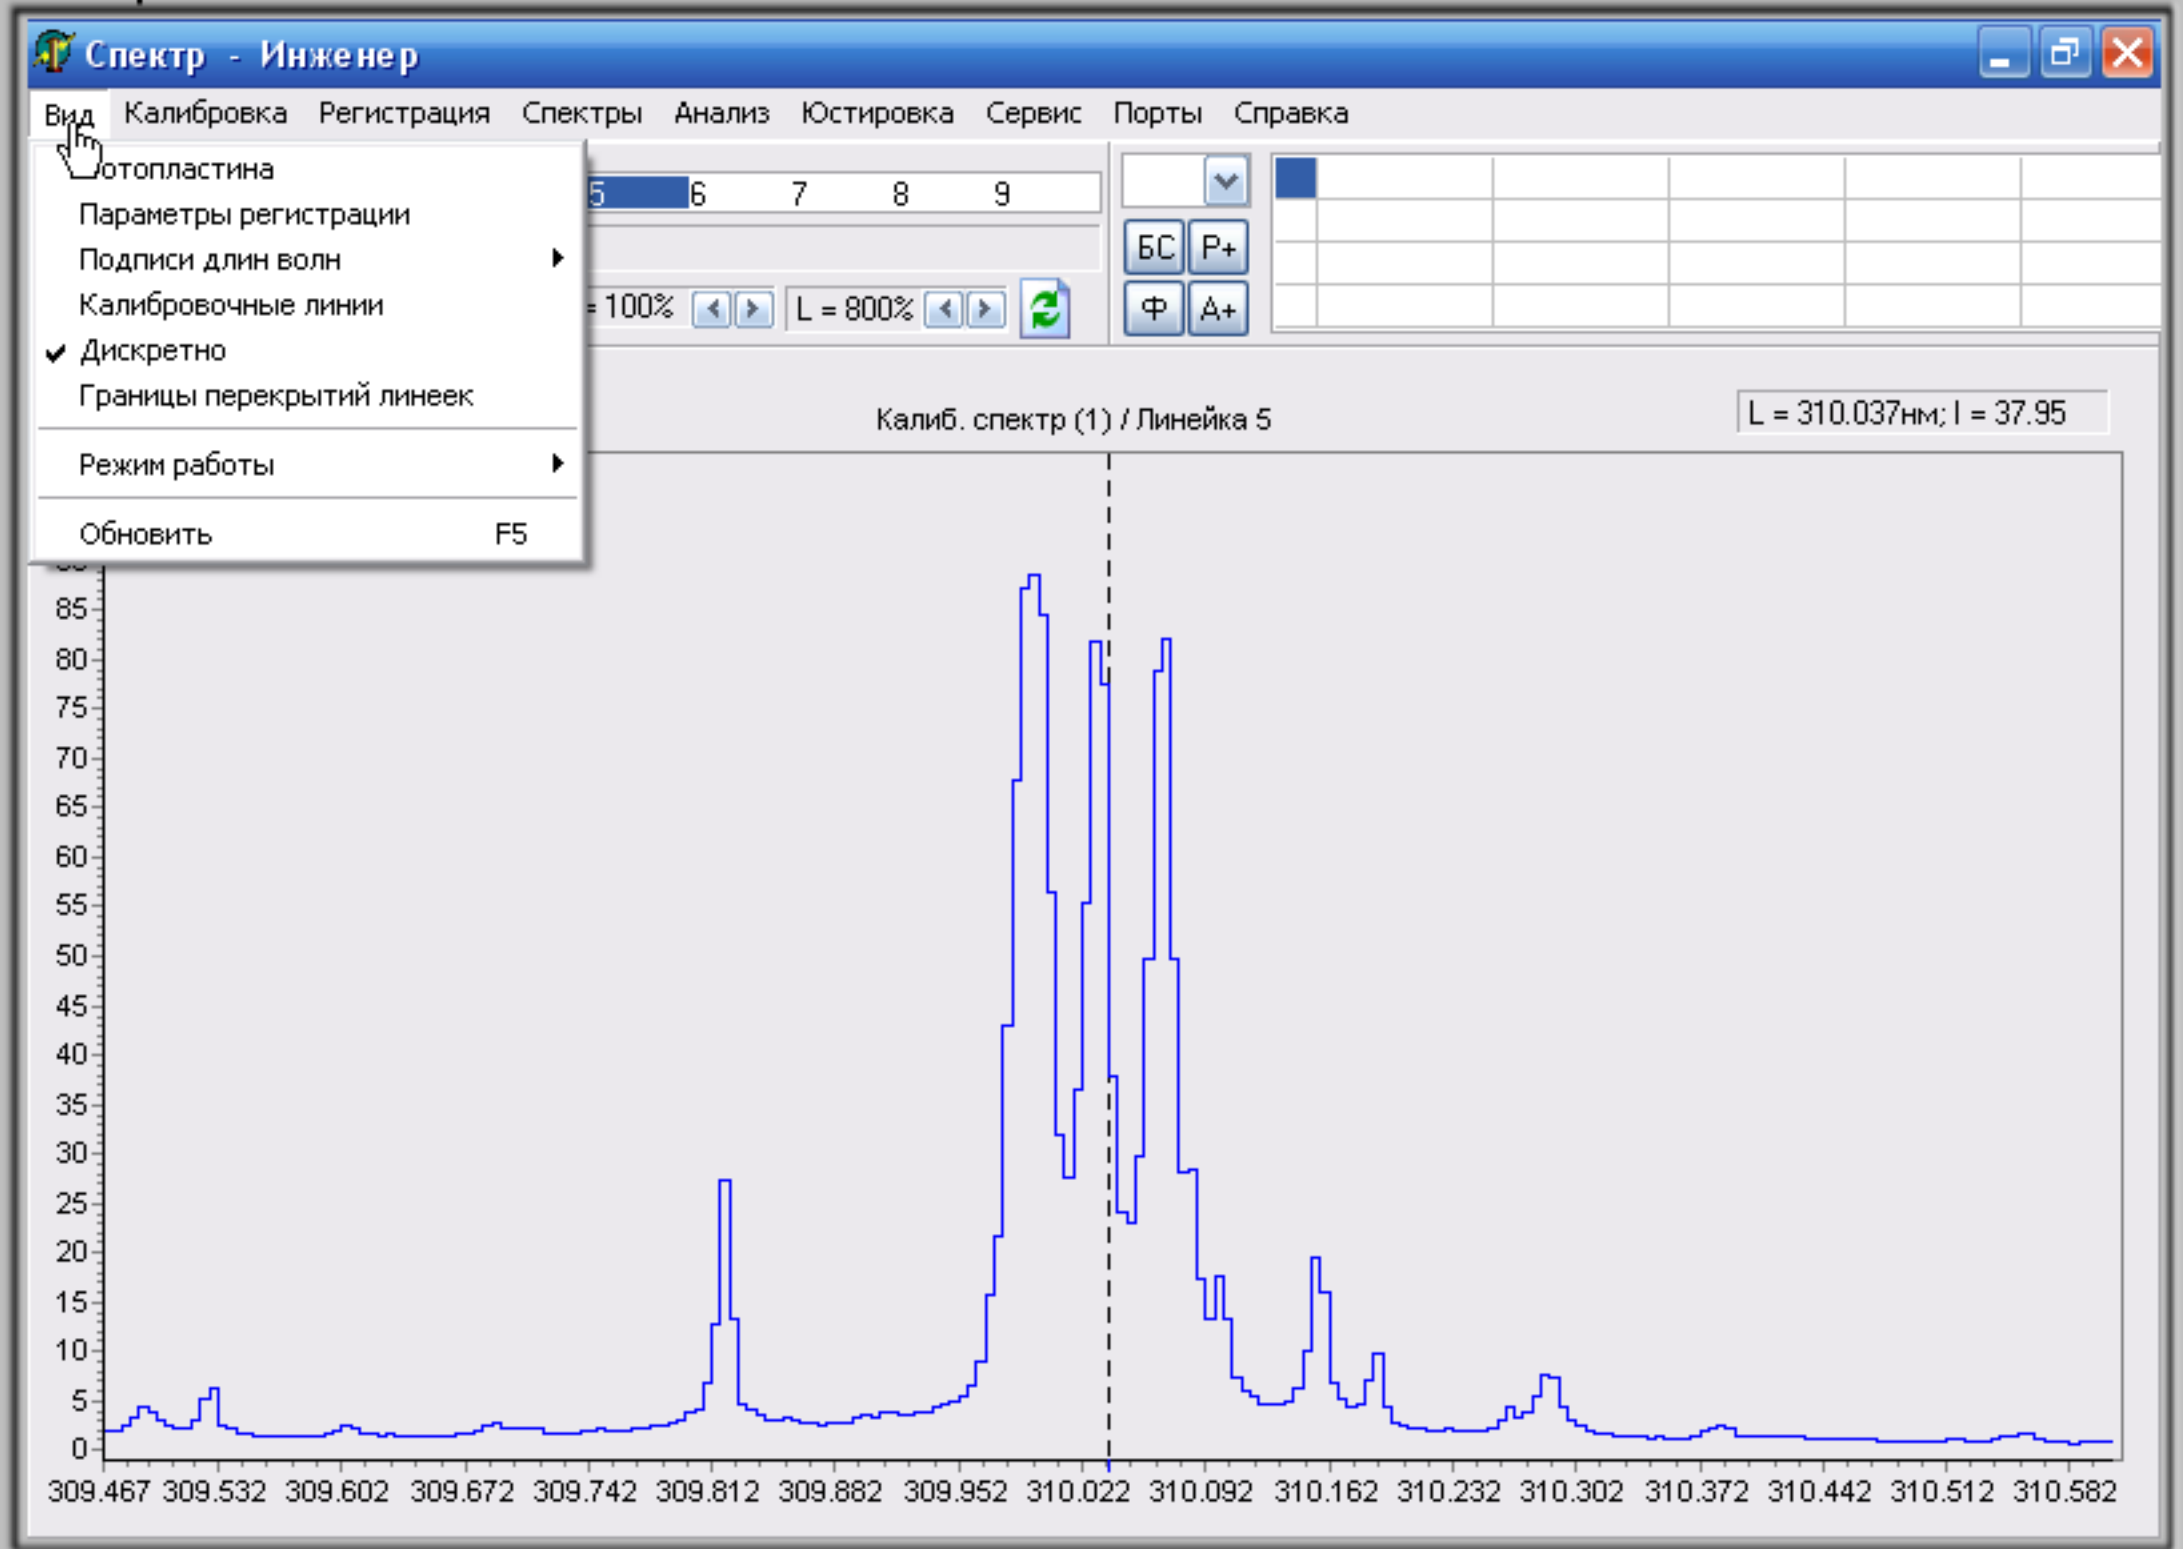 Спектр - Инженер
Вид Калибровка Регистрация Спектры Анализ Юстировка Сервис Порты Справка
отопластина
Параметры регистрации
Подписи длин волн
Калибровочные линии
✔ Дискретно
Границы перекрытий линеек
Режим работы
Обновить F5
5 6 7 8 9
БС Р+
= 100% L = 800%
Ф А+
Калиб. спектр (1) / Линейка 5
L = 310.037нм; I = 37.95
85
80
75
70
65
60
55
50
45
40
35
30
25
20
15
10
5
0
309.467 309.532 309.602 309.672 309.742 309.812 309.882 309.952 310.022 310.092 310.162 310.232 310.302 310.372 310.442 310.512 310.582